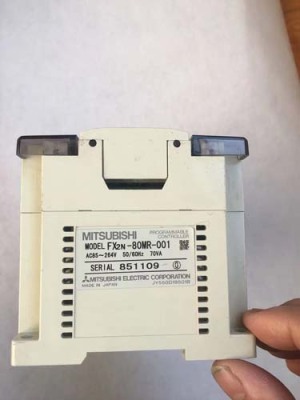 MITSUBISHI PROGRAMMABLE CONTROLLER
MODEL FX2N-80MR-001
AC85~264V 50/60Hz 70VA
SERIAL 851109
MITSUBISHI ELECTRIC CORPORATION
MADE IN JAPAN